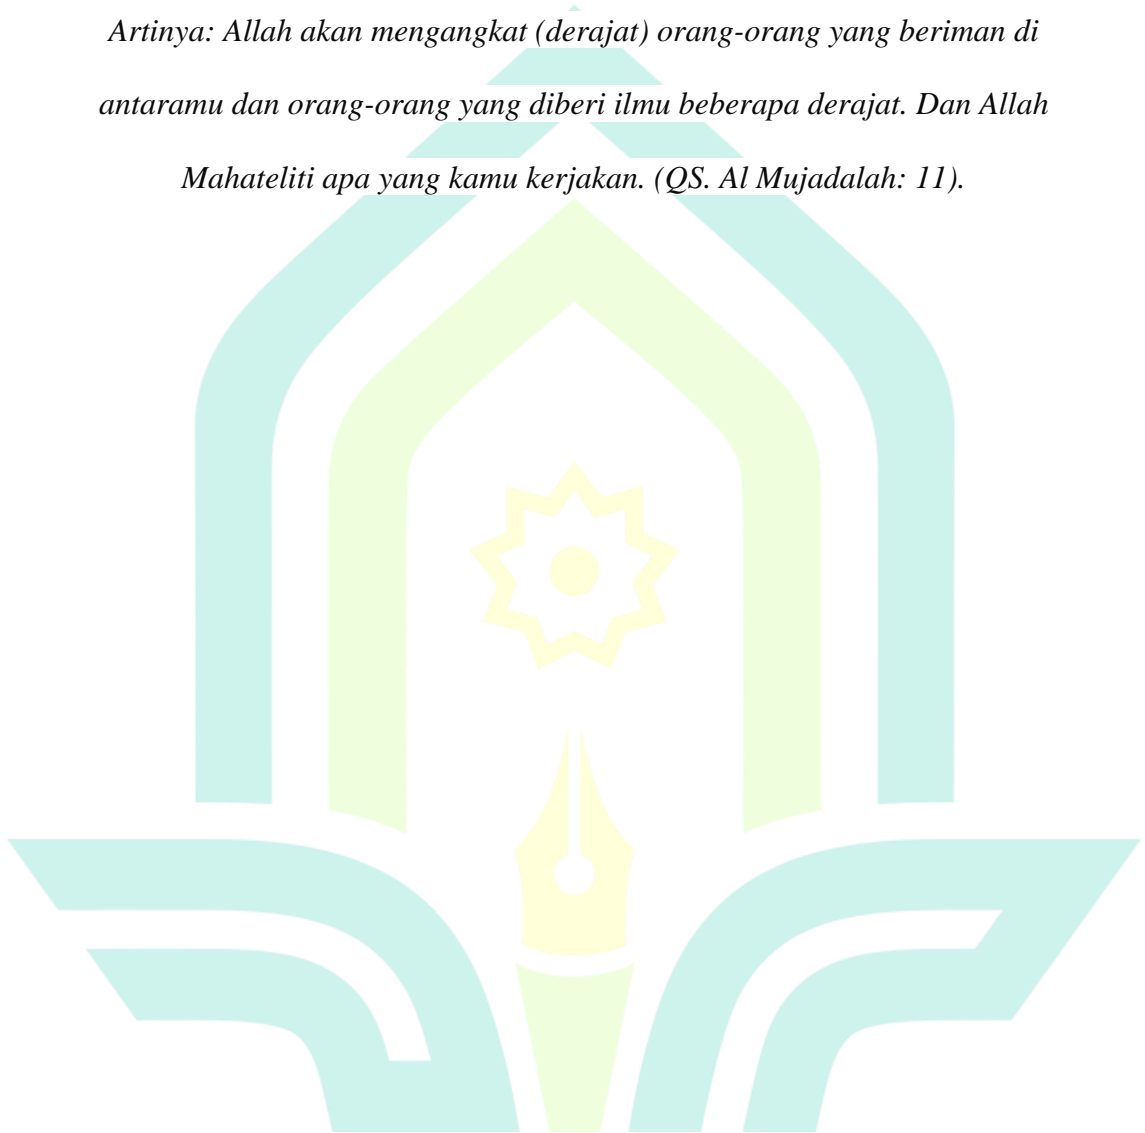 Artinya: Allah akan mengangkat (derajat) orang-orang yang beriman di
antaramu dan orang-orang yang diberi ilmu beberapa derajat. Dan Allah
Mahateliti apa yang kamu kerjakan. (QS. Al Mujadalah: 11).